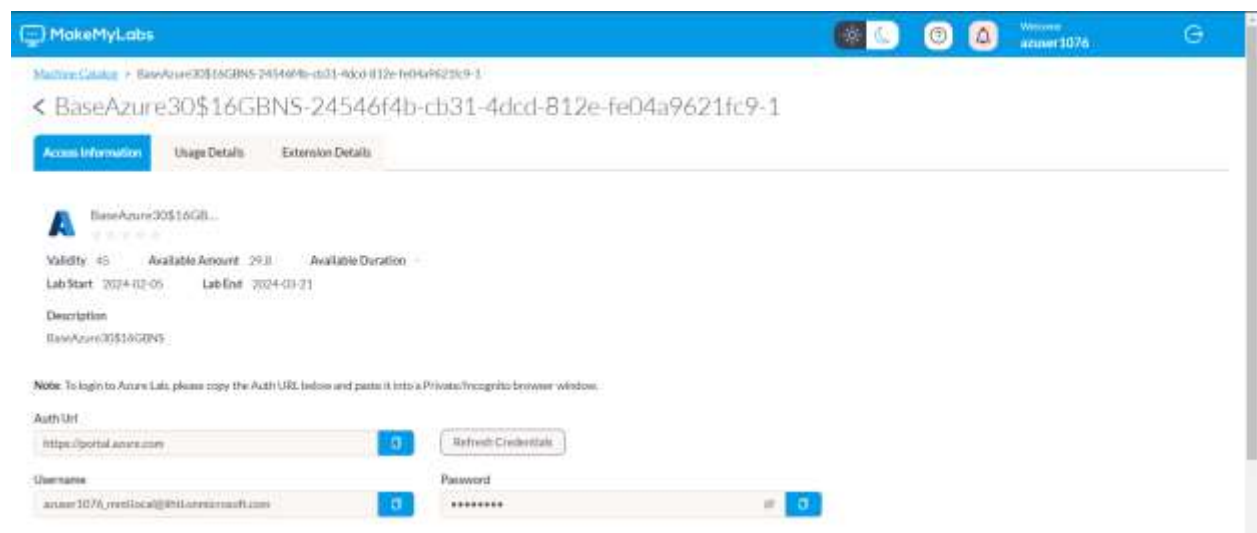 MakeMyLabs
Welcome
azuser1076
Machine Catalog > BaseAzure30$16GBNS-24546f4b-cb31-4dcd-812e-fe04a9621fc9-1
< BaseAzure30$16GBNS-24546f4b-cb31-4dcd-812e-fe04a9621fc9-1
Access Information Usage Details Extension Details
BaseAzure30$16GB...
Validity 45 Available Amount 29.8 Available Duration -
Lab Start 2024-02-05 Lab End 2024-03-21
Description
BaseAzure30$16GBNS
Note: To login to Azure Lab, please copy the Auth URL below and paste it into a Private/Incognito browser window.
Auth Url
https://portal.azure.com Refresh Credentials
Username Password
••••••••